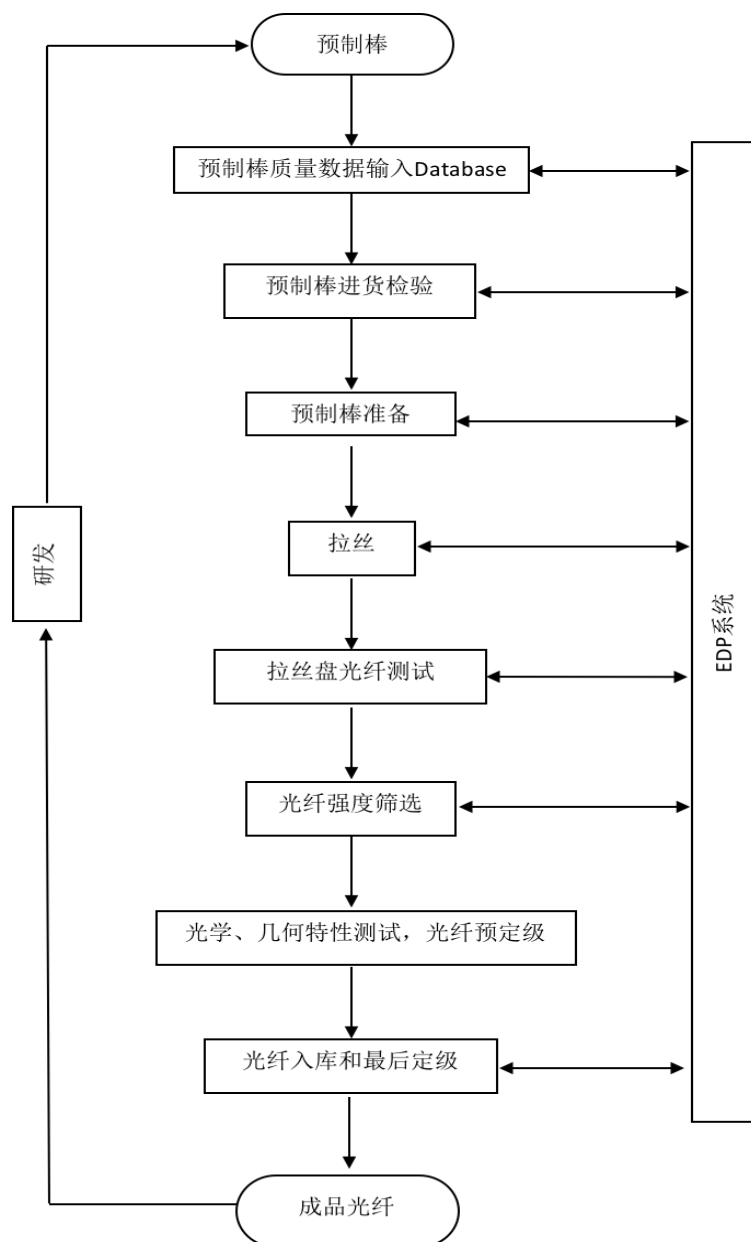 预制棒
预制棒质量数据输入Database
预制棒进货检验
预制棒准备
拉丝
研发
EDP系统
拉丝盘光纤测试
光纤强度筛选
光学、几何特性测试，光纤预定级
光纤入库和最后定级
成品光纤